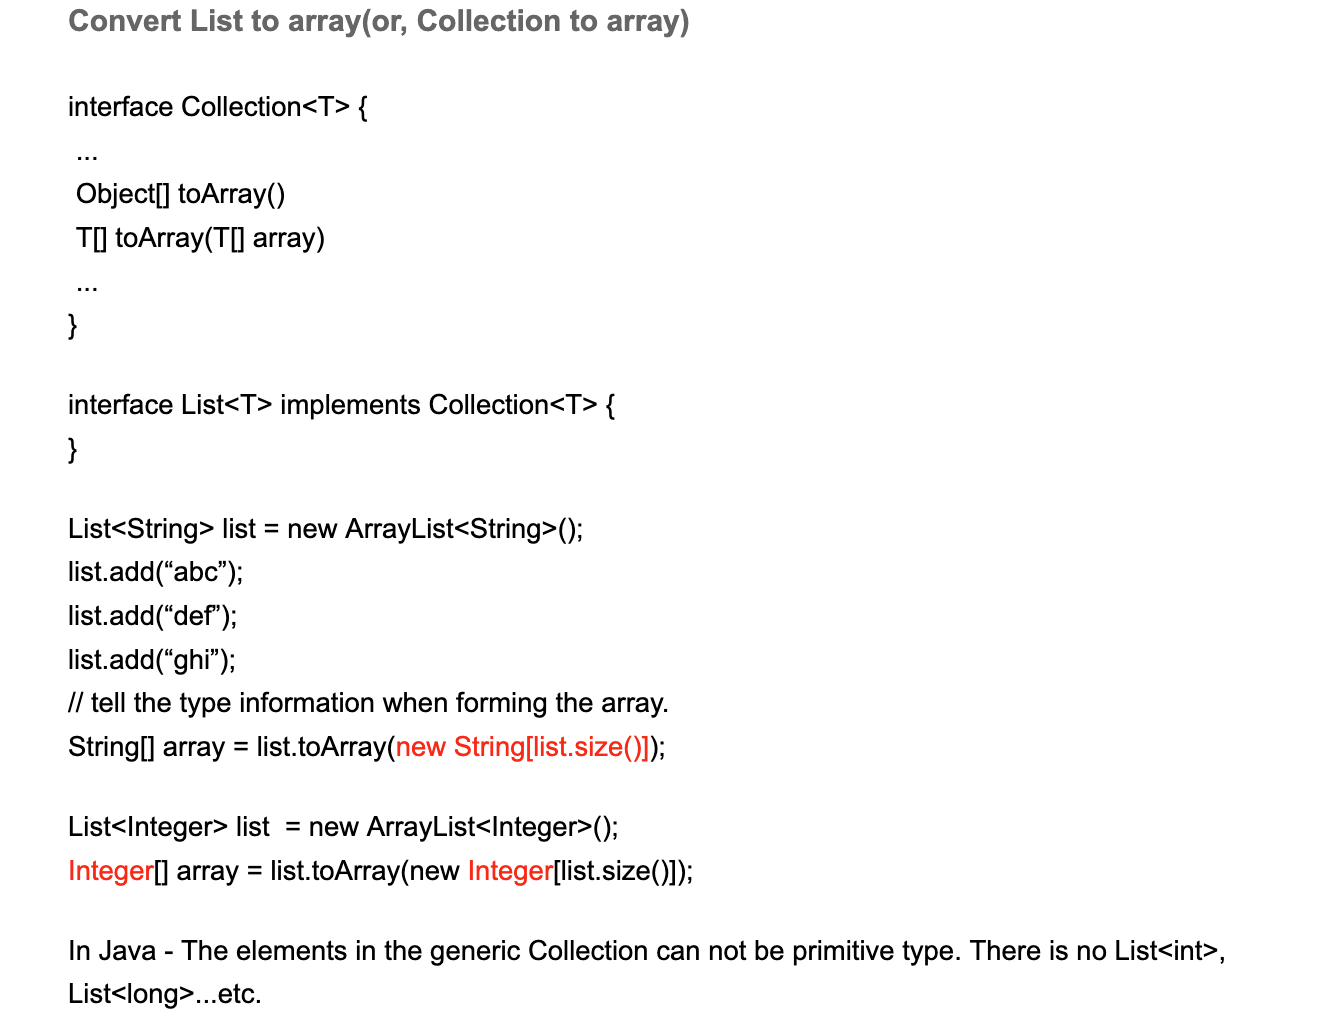 Convert List to array(or, Collection to array)
interface Collection<T> {
...
Object[] toArray()
T[] toArray(T[] array)
...
}
interface List<T> implements Collection<T> {
}
List<String> list = new ArrayList<String>();
list.add(“abc”);
list.add(“def”);
list.add(“ghi”);
// tell the type information when forming the array.
String[] array = list.toArray(new String[list.size()]);
List<Integer> list  = new ArrayList<Integer>();
Integer[] array = list.toArray(new Integer[list.size()]);
In Java - The elements in the generic Collection can not be primitive type. There is no List<int>,
List<long>...etc.